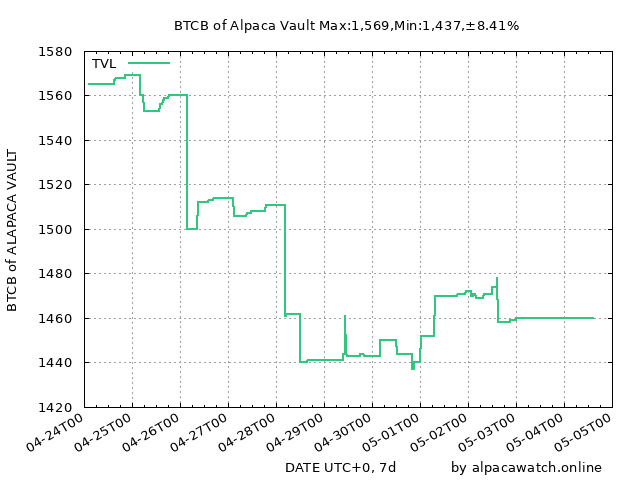 BTCB of Alpaca Vault Max:1,569,Min:1,437,±8.41%
TVL
1580
1560
1540
1520
1500
1480
1460
1440
1420
BTCB of ALAPACA VAULT
04-24T00
04-25T00
04-26T00
04-27T00
04-28T00
04-29T00
04-30T00
05-01T00
05-02T00
05-03T00
05-04T00
05-05T00
DATE UTC+0, 7d
by alpacawatch.online